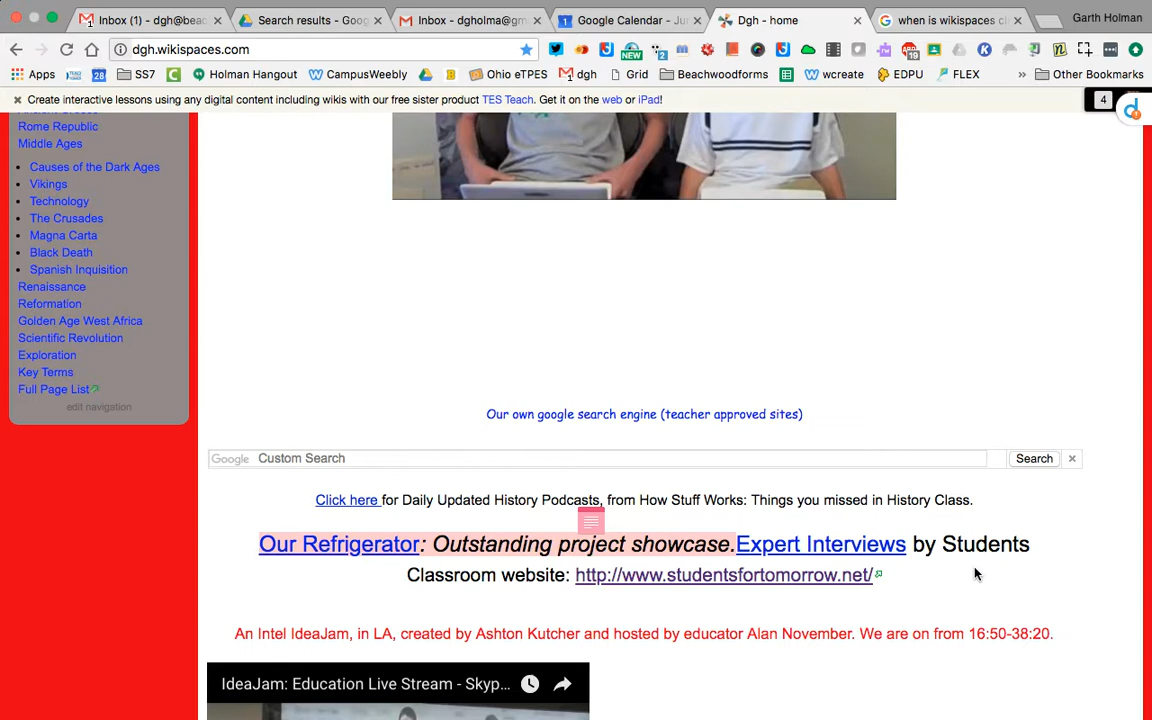 Inbox (1) - dgh@beac
Search results - Goog
Inbox - dgholma@gm
Google Calendar - Ju
Dgh - home
when is wikispaces cl
Garth Holman
dgh.wikispaces.com
Apps
28
SS7
Holman Hangout
CampusWeebly
Ohio eTPES
dgh
Grid
Beachwoodforms
wcreate
EDPU
FLEX
» Other Bookmarks
Create interactive lessons using any digital content including wikis with our free sister product TES Teach. Get it on the web or iPad!
4
Rome Republic
Middle Ages
Causes of the Dark Ages
Vikings
Technology
The Crusades
Magna Carta
Black Death
Spanish Inquisition
Renaissance
Reformation
Golden Age West Africa
Scientific Revolution
Exploration
Key Terms
Full Page List
edit navigation
Our own google search engine (teacher approved sites)
Google Custom Search
Search
Click here for Daily Updated History Podcasts, from How Stuff Works: Things you missed in History Class.
Our Refrigerator: Outstanding project showcase.Expert Interviews by Students
Classroom website: http://www.studentsfortomorrow.net/
An Intel IdeaJam, in LA, created by Ashton Kutcher and hosted by educator Alan November. We are on from 16:50-38:20.
IdeaJam: Education Live Stream - Skyp...